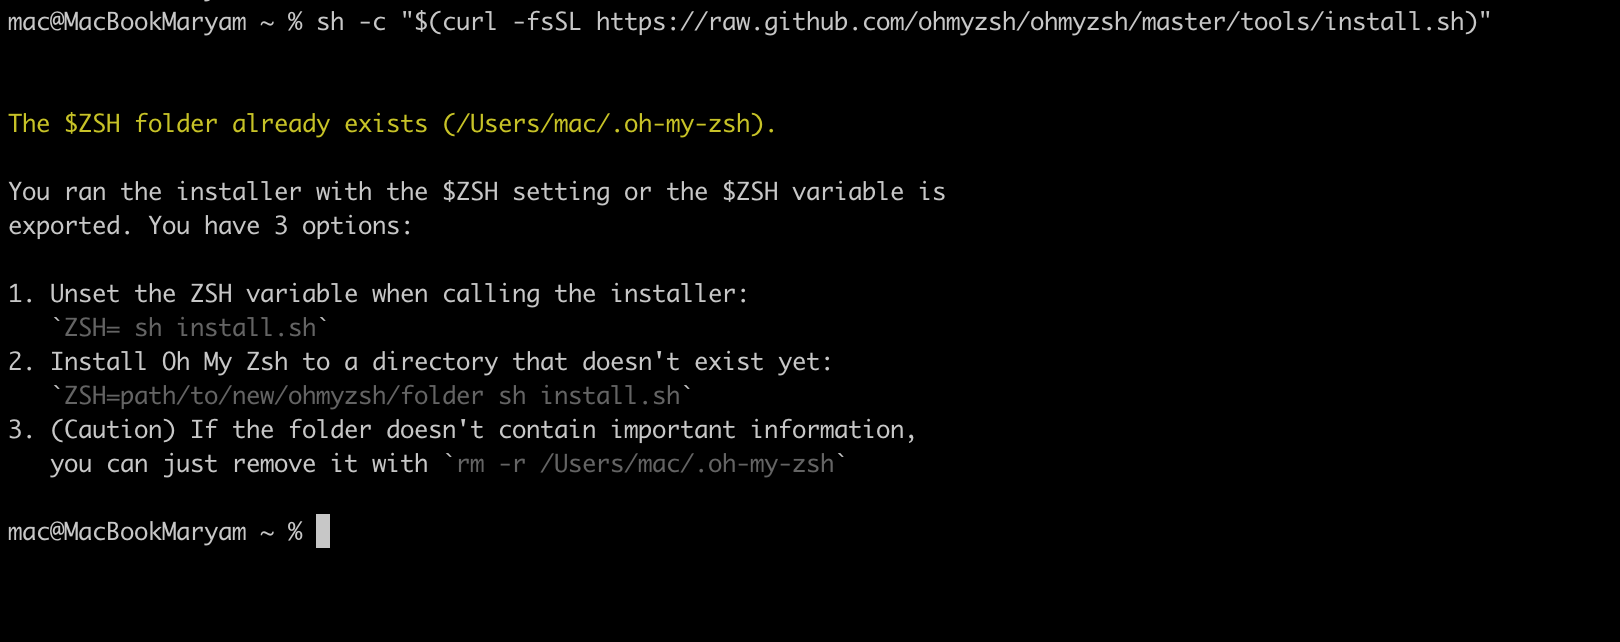 mac@MacBookMaryam ~ % sh -c "$(curl -fsSL https://raw.github.com/ohmyzsh/ohmyzsh/master/tools/install.sh)"
The $ZSH folder already exists (/Users/mac/.oh-my-zsh).
You ran the installer with the $ZSH setting or the $ZSH variable is
exported. You have 3 options:
1. Unset the ZSH variable when calling the installer:
`ZSH= sh install.sh`
2. Install Oh My Zsh to a directory that doesn't exist yet:
`ZSH=path/to/new/ohmyzsh/folder sh install.sh`
3. (Caution) If the folder doesn't contain important information,
you can just remove it with `rm -r /Users/mac/.oh-my-zsh`
mac@MacBookMaryam ~ %